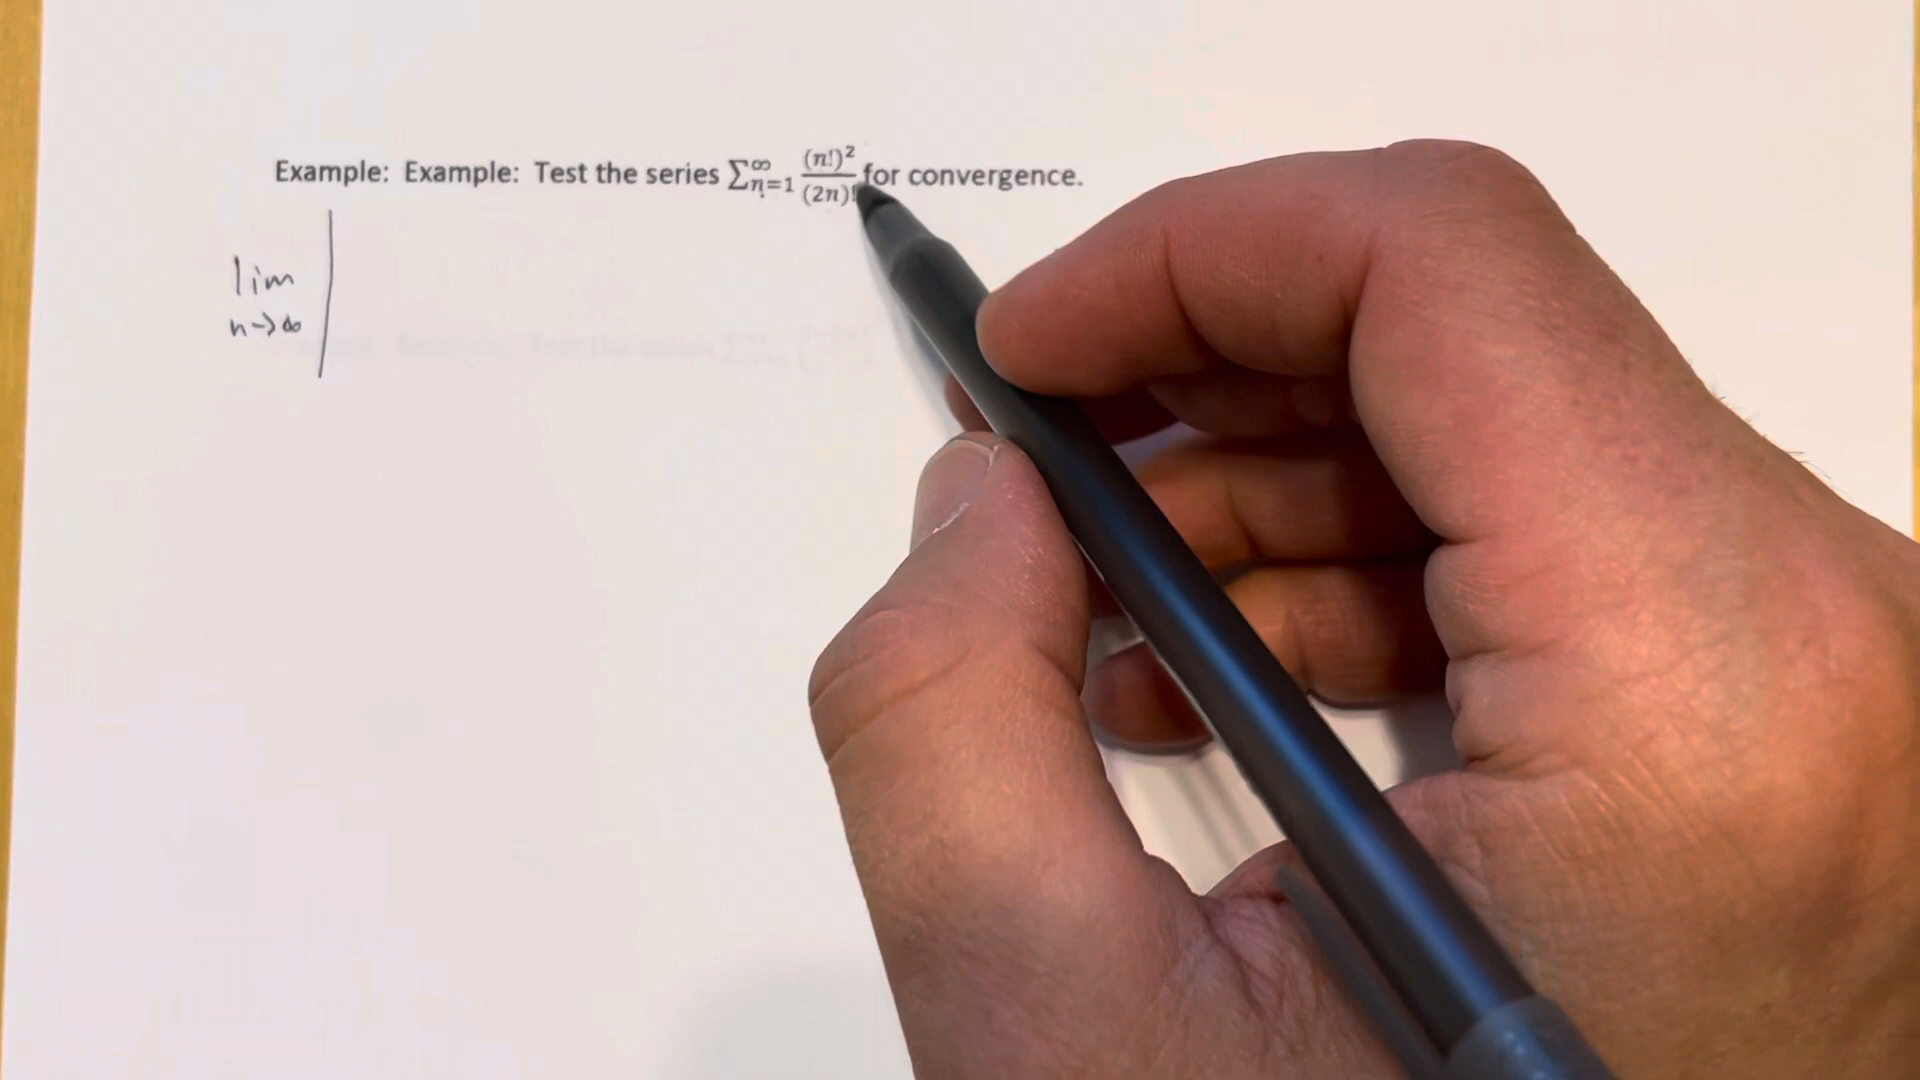 Example: Example: Test the series ∑_{n=1}^{∞} (n!)²/(2n)! for convergence.
lim |
n→∞